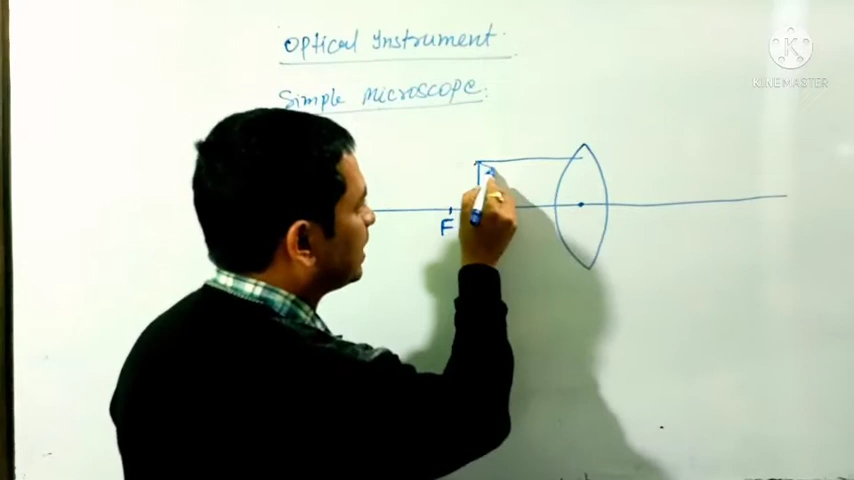 Optical Instrument
Simple Microscope:
K
KINEMASTER
F